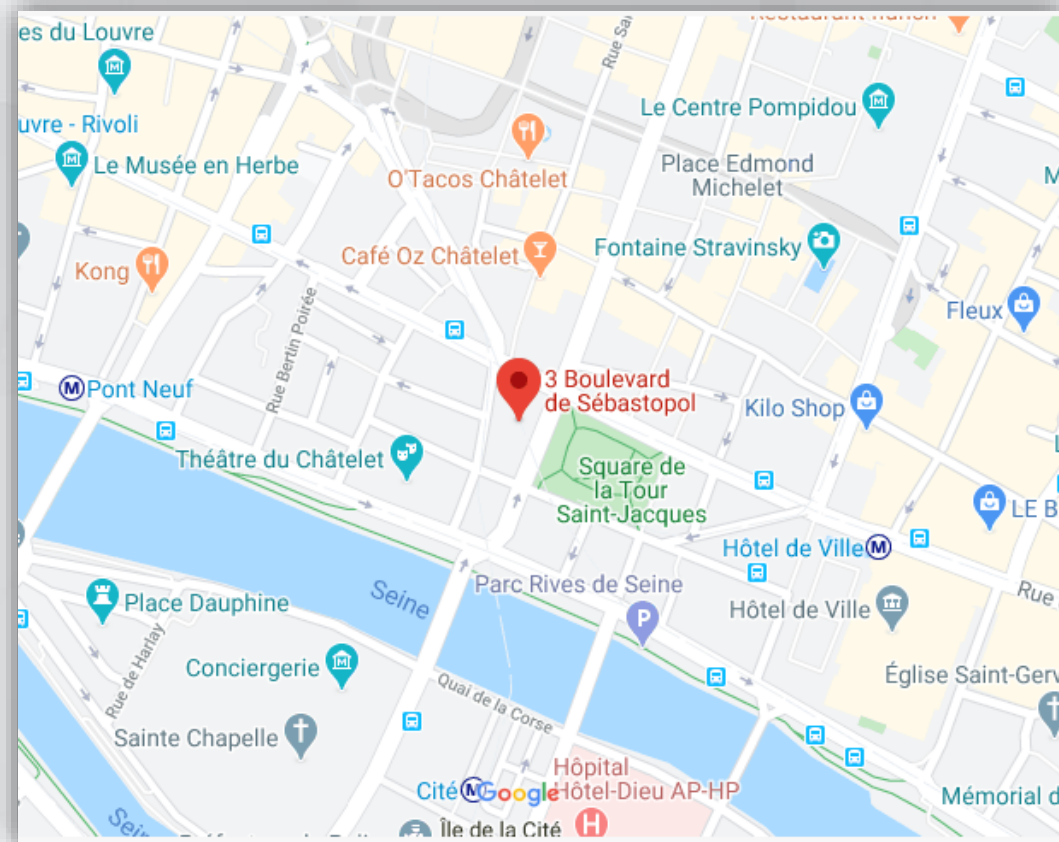 es du Louvre
Rue Sai
Le Centre Pompidou
uvre - Rivoli
Le Musée en Herbe
O'Tacos Châtelet
Place Edmond
Michelet
Café Oz Châtelet
Fontaine Stravinsky
Kong
Fleux
Rue Bertin Poirée
3 Boulevard
de Sébastopol
M Pont Neuf
Kilo Shop
Théâtre du Châtelet
Square de
la Tour
Saint-Jacques
LE B
Hôtel de Ville M
Parc Rives de Seine
P
Seine
Rue
Place Dauphine
Hôtel de Ville
Rue de Harlay
Conciergerie
Église Saint-Gerv
Quai de la Corse
Sainte Chapelle
Hôpital
Hôtel-Dieu AP-HP
Cité M
Google
Mémorial d
Île de la Cité
H